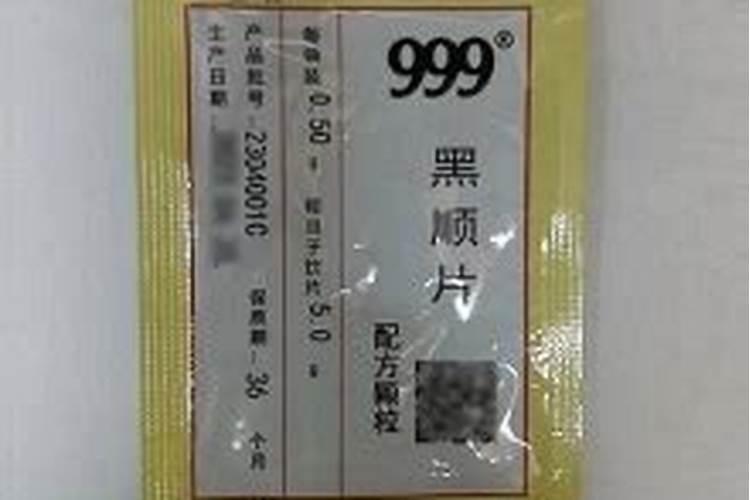 999®
黑顺片
配方颗粒
每袋装 0.50 g 相当于饮片 5.0 g
产品批号: 2304001C 保质期: 36 个月
生产日期: